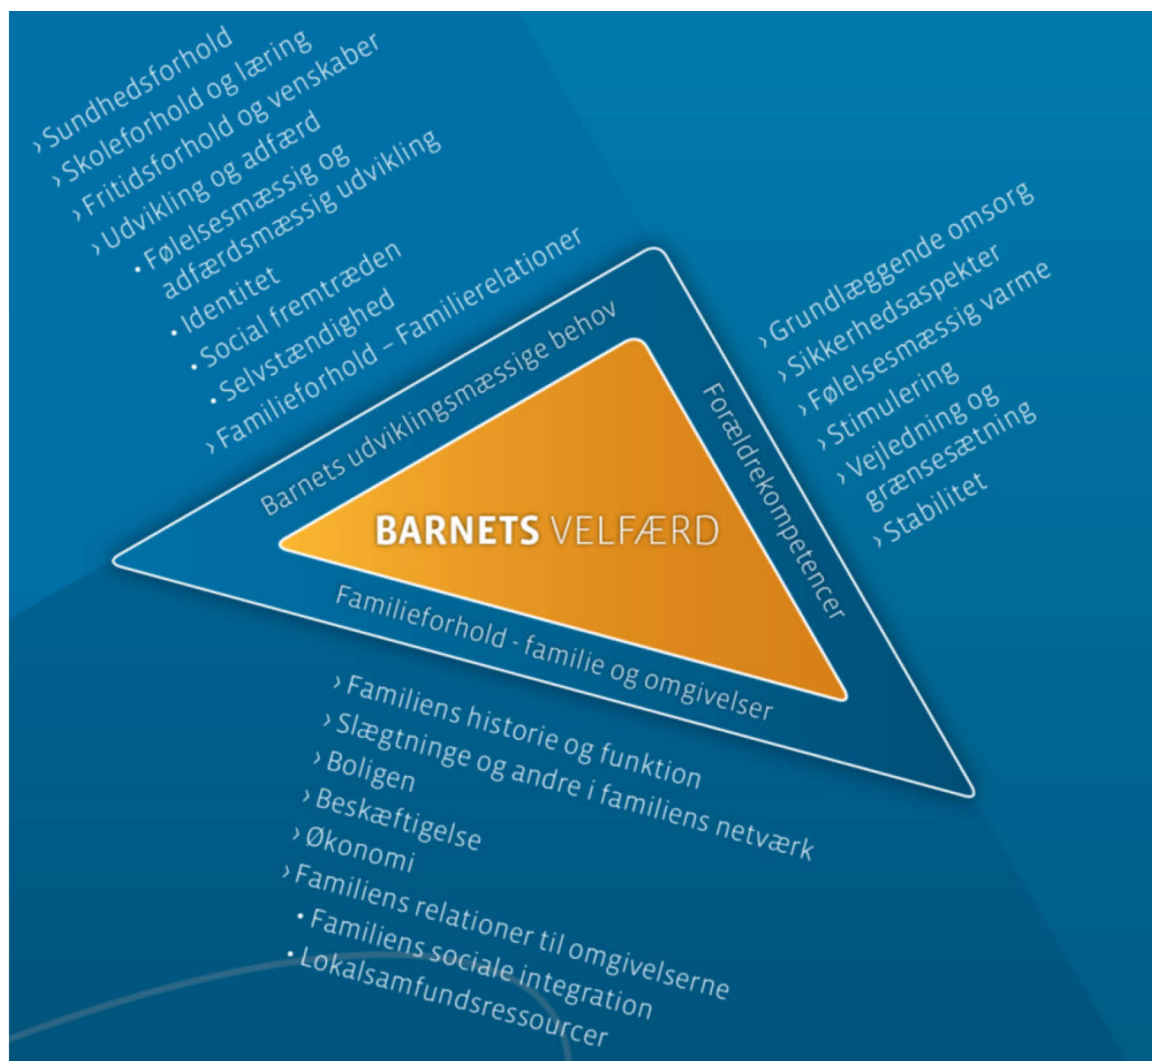 › Sundhedsforhold
› Skoleforhold og læring
› Fritidsforhold og venskaber
› Udvikling og adfærd
• Følelsesmæssig og
adfærdsmæssig udvikling
• Identitet
• Social fremtræden
• Selvstændighed
› Familieforhold – Familierelationer
Barnets udviklingsmæssige behov
› Grundlæggende omsorg
› Sikkerhedsaspekter
› Følelsesmæssig varme
› Stimulering
› Vejledning og
grænsesætning
› Stabilitet
Forældrekompetencer
BARNETS VELFÆRD
Familieforhold - familie og omgivelser
› Familiens historie og funktion
› Slægtninge og andre i familiens netværk
› Boligen
› Beskæftigelse
› Økonomi
› Familiens relationer til omgivelserne
• Familiens sociale integration
• Lokalsamfundsressourcer